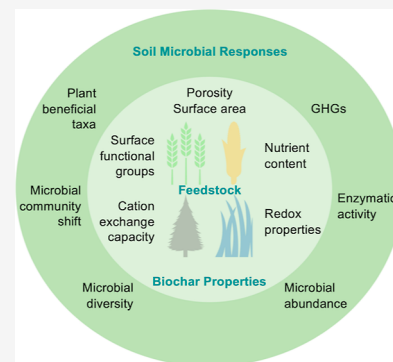 Soil Microbial Responses
Plant
beneficial
taxa
Porosity
Surface area
GHGs
Surface
functional
groups
Nutrient
content
Microbial
community
shift
Feedstock
Enzymatic
activity
Cation
exchange
capacity
Redox
properties
Biochar Properties
Microbial
diversity
Microbial
abundance